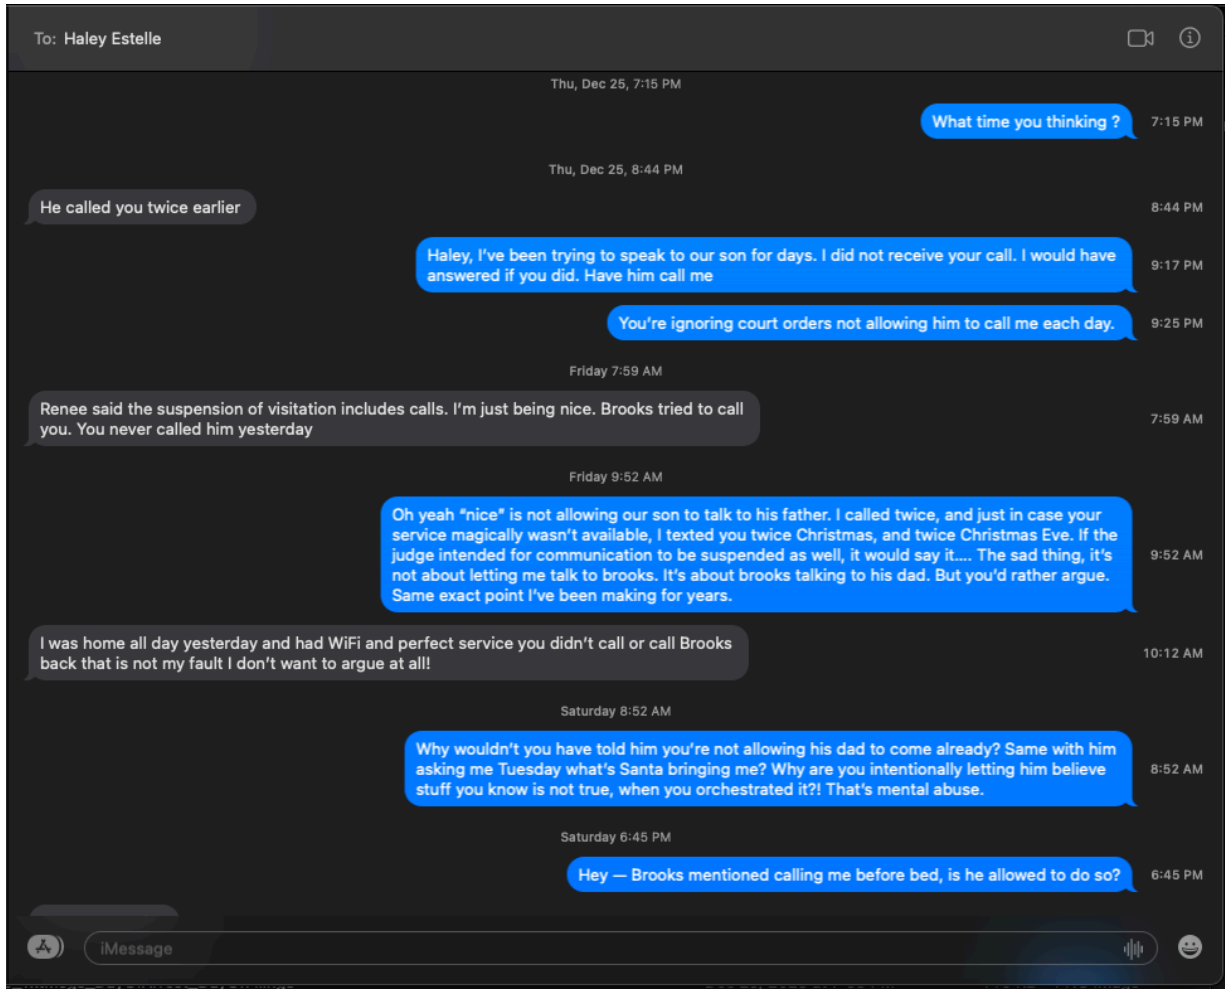 To: Haley Estelle
Thu, Dec 25, 7:15 PM
What time you thinking ?
7:15 PM
Thu, Dec 25, 8:44 PM
He called you twice earlier
8:44 PM
Haley, I've been trying to speak to our son for days. I did not receive your call. I would have
answered if you did. Have him call me
9:17 PM
You're ignoring court orders not allowing him to call me each day.
9:25 PM
Friday 7:59 AM
Renee said the suspension of visitation includes calls. I'm just being nice. Brooks tried to call
you. You never called him yesterday
7:59 AM
Friday 9:52 AM
Oh yeah “nice” is not allowing our son to talk to his father. I called twice, and just in case your
service magically wasn't available, I texted you twice Christmas, and twice Christmas Eve. If the
judge intended for communication to be suspended as well, it would say it.... The sad thing, it's
not about letting me talk to brooks. It's about brooks talking to his dad. But you'd rather argue.
Same exact point I've been making for years.
9:52 AM
I was home all day yesterday and had WiFi and perfect service you didn't call or call Brooks
back that is not my fault I don't want to argue at all!
10:12 AM
Saturday 8:52 AM
Why wouldn't you have told him you're not allowing his dad to come already? Same with him
asking me Tuesday what's Santa bringing me? Why are you intentionally letting him believe
stuff you know is not true, when you orchestrated it?! That's mental abuse.
8:52 AM
Saturday 6:45 PM
Hey — Brooks mentioned calling me before bed, is he allowed to do so?
6:45 PM
iMessage